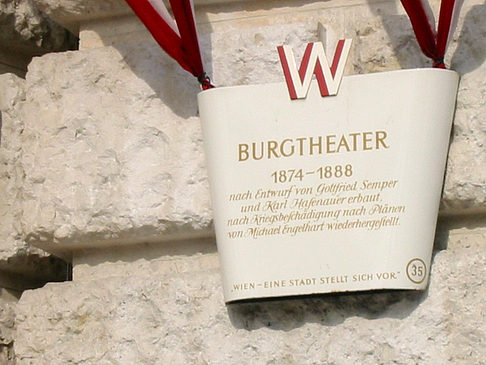 W
BURGTHEATER
1874–1888
nach Entwurf von Gottfried Semper
und Karl Hasenauer erbaut,
nach Kriegsbeschädigung nach Plänen
von Michael Engelhart wiederhergestellt.
„WIEN – EINE STADT STELLT SICH VOR.”
35